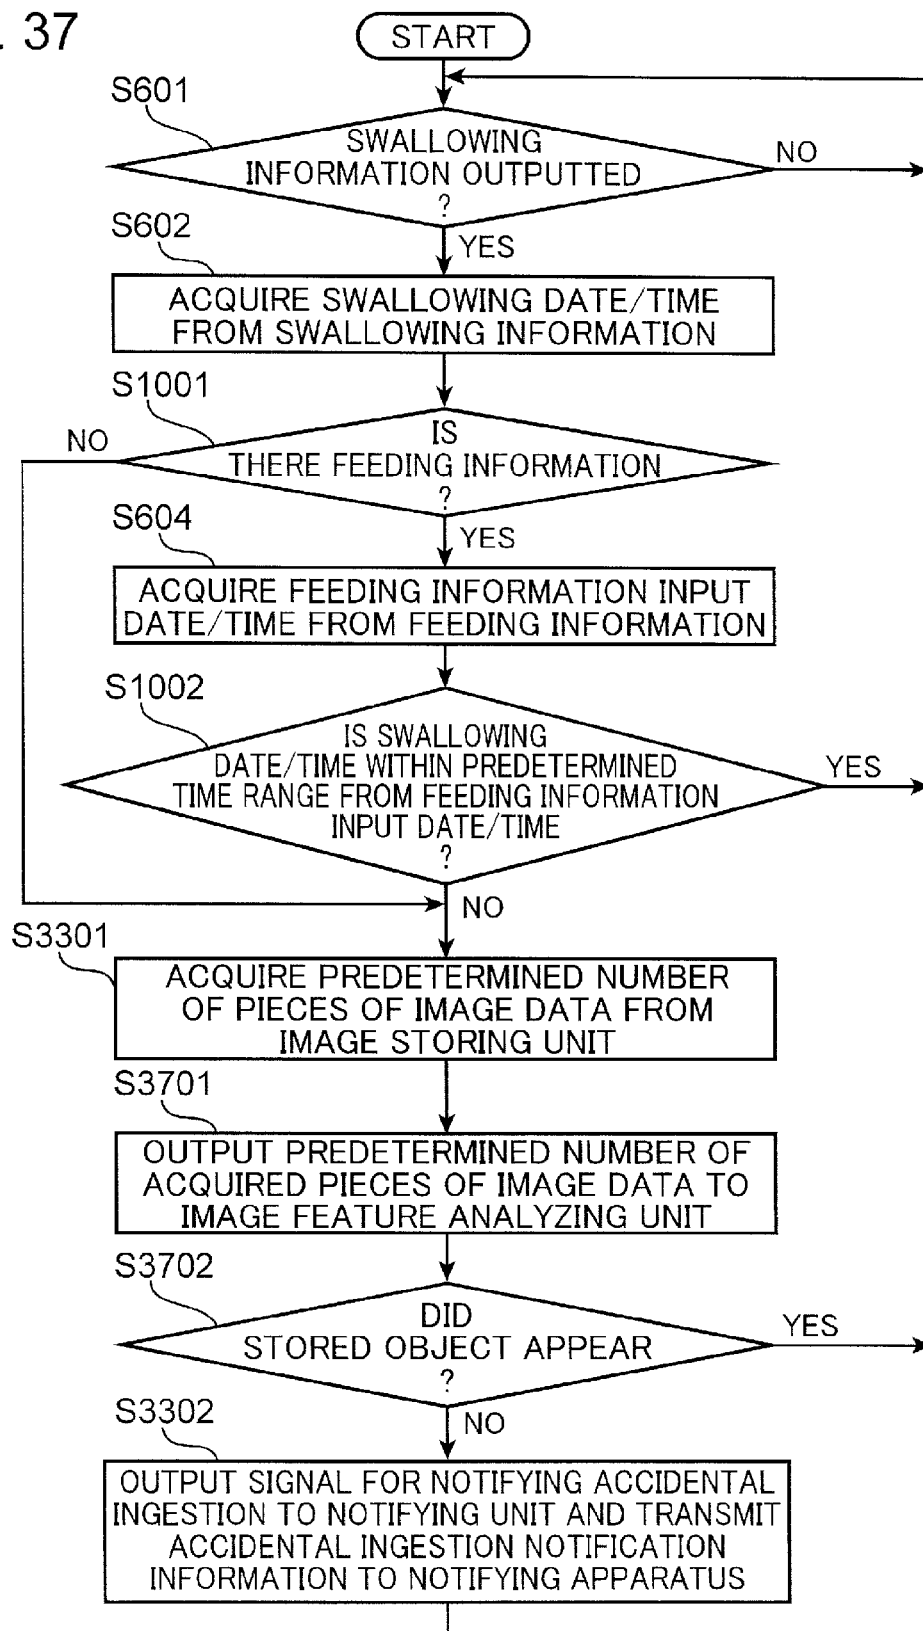 . 37
START
S601
SWALLOWING
INFORMATION OUTPUTTED
?
NO
YES
S602
ACQUIRE SWALLOWING DATE/TIME
FROM SWALLOWING INFORMATION
S1001
NO
IS
THERE FEEDING INFORMATION
?
YES
S604
ACQUIRE FEEDING INFORMATION INPUT
DATE/TIME FROM FEEDING INFORMATION
S1002
IS SWALLOWING
DATE/TIME WITHIN PREDETERMINED
TIME RANGE FROM FEEDING INFORMATION
INPUT DATE/TIME
?
YES
NO
S3301
ACQUIRE PREDETERMINED NUMBER
OF PIECES OF IMAGE DATA FROM
IMAGE STORING UNIT
S3701
OUTPUT PREDETERMINED NUMBER OF
ACQUIRED PIECES OF IMAGE DATA TO
IMAGE FEATURE ANALYZING UNIT
S3702
DID
STORED OBJECT APPEAR
?
YES
NO
S3302
OUTPUT SIGNAL FOR NOTIFYING ACCIDENTAL
INGESTION TO NOTIFYING UNIT AND TRANSMIT
ACCIDENTAL INGESTION NOTIFICATION
INFORMATION TO NOTIFYING APPARATUS